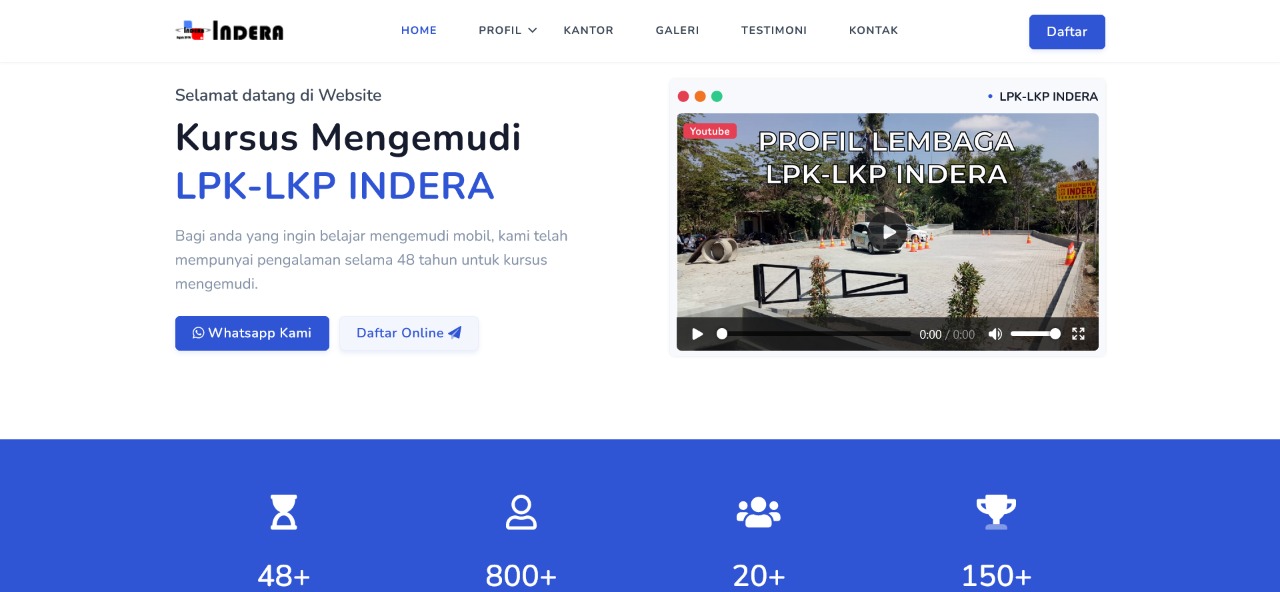 INDERA
HOME
PROFIL
KANTOR
GALERI
TESTIMONI
KONTAK
Daftar
Selamat datang di Website
Kursus Mengemudi
LPK-LKP INDERA
Bagi anda yang ingin belajar mengemudi mobil, kami telah
mempunyai pengalaman selama 48 tahun untuk kursus
mengemudi.
Whatsapp Kami
Daftar Online
LPK-LKP INDERA
Youtube
PROFIL LEMBAGA
LPK-LKP INDERA
INDERA
0:00 / 0:00
48+
800+
20+
150+